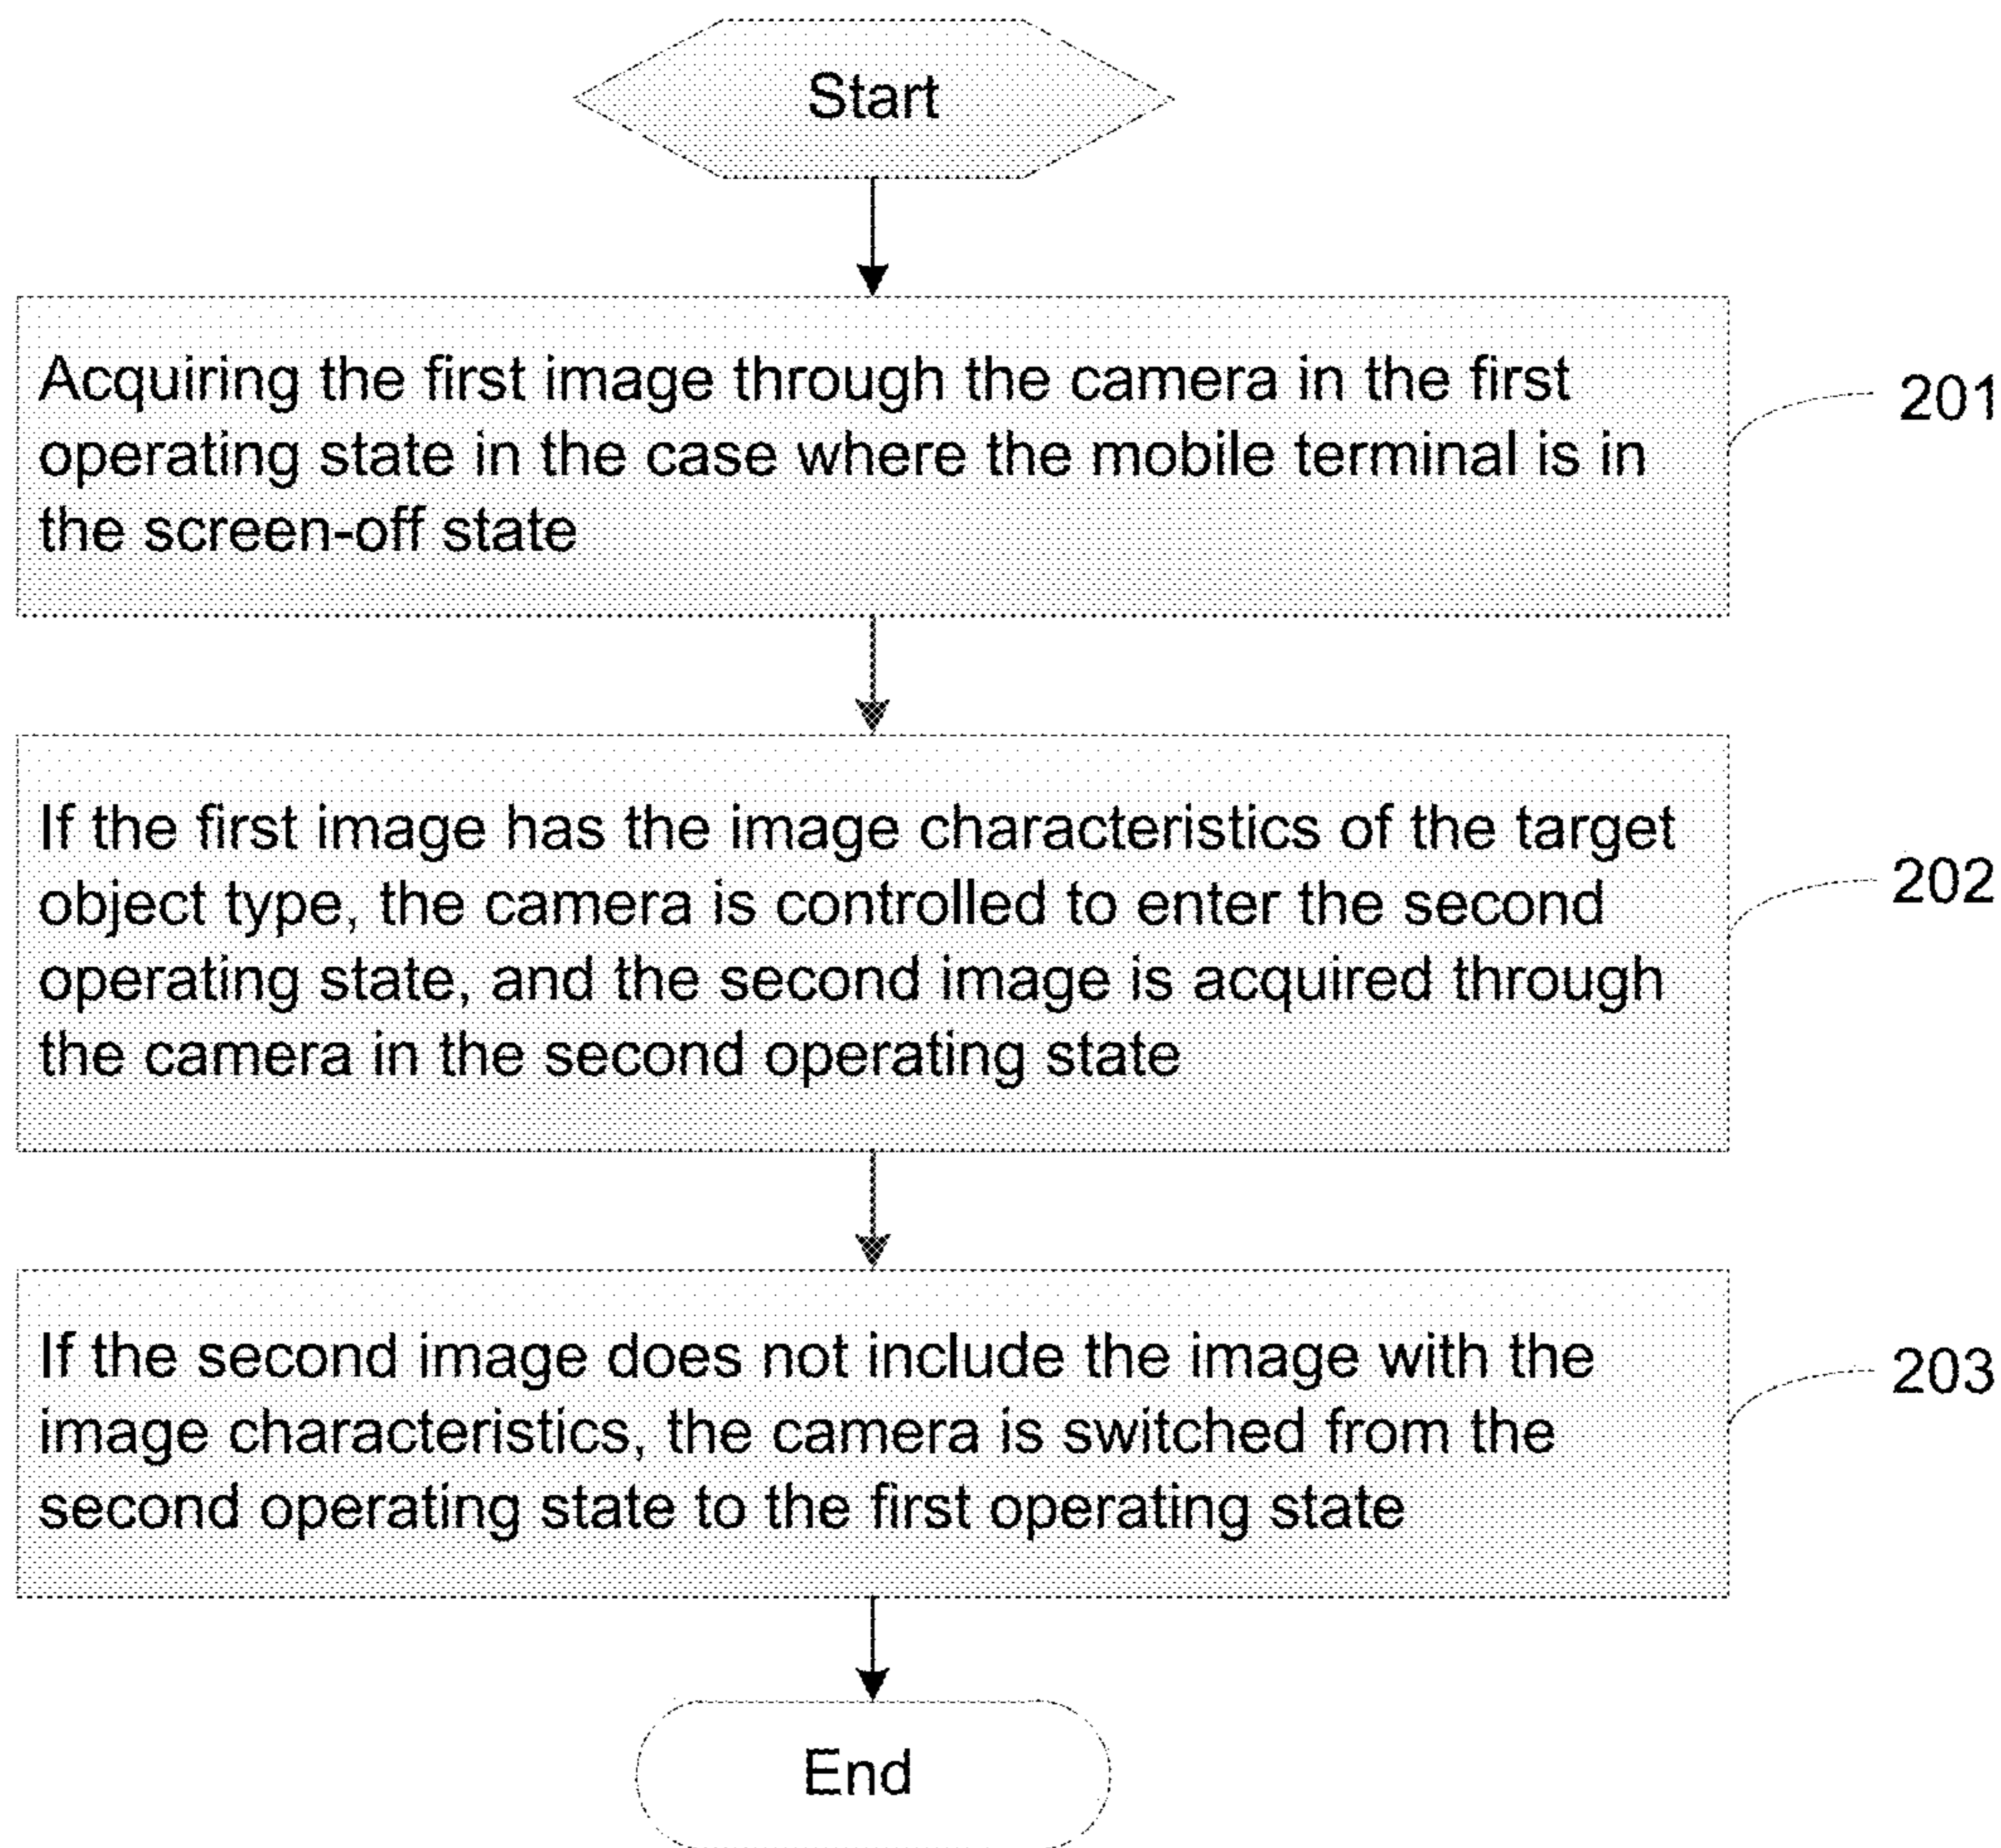 Start
Acquiring the first image through the camera in the first
operating state in the case where the mobile terminal is in
the screen-off state
201
If the first image has the image characteristics of the target
object type, the camera is controlled to enter the second
operating state, and the second image is acquired through
the camera in the second operating state
202
If the second image does not include the image with the
image characteristics, the camera is switched from the
second operating state to the first operating state
203
End